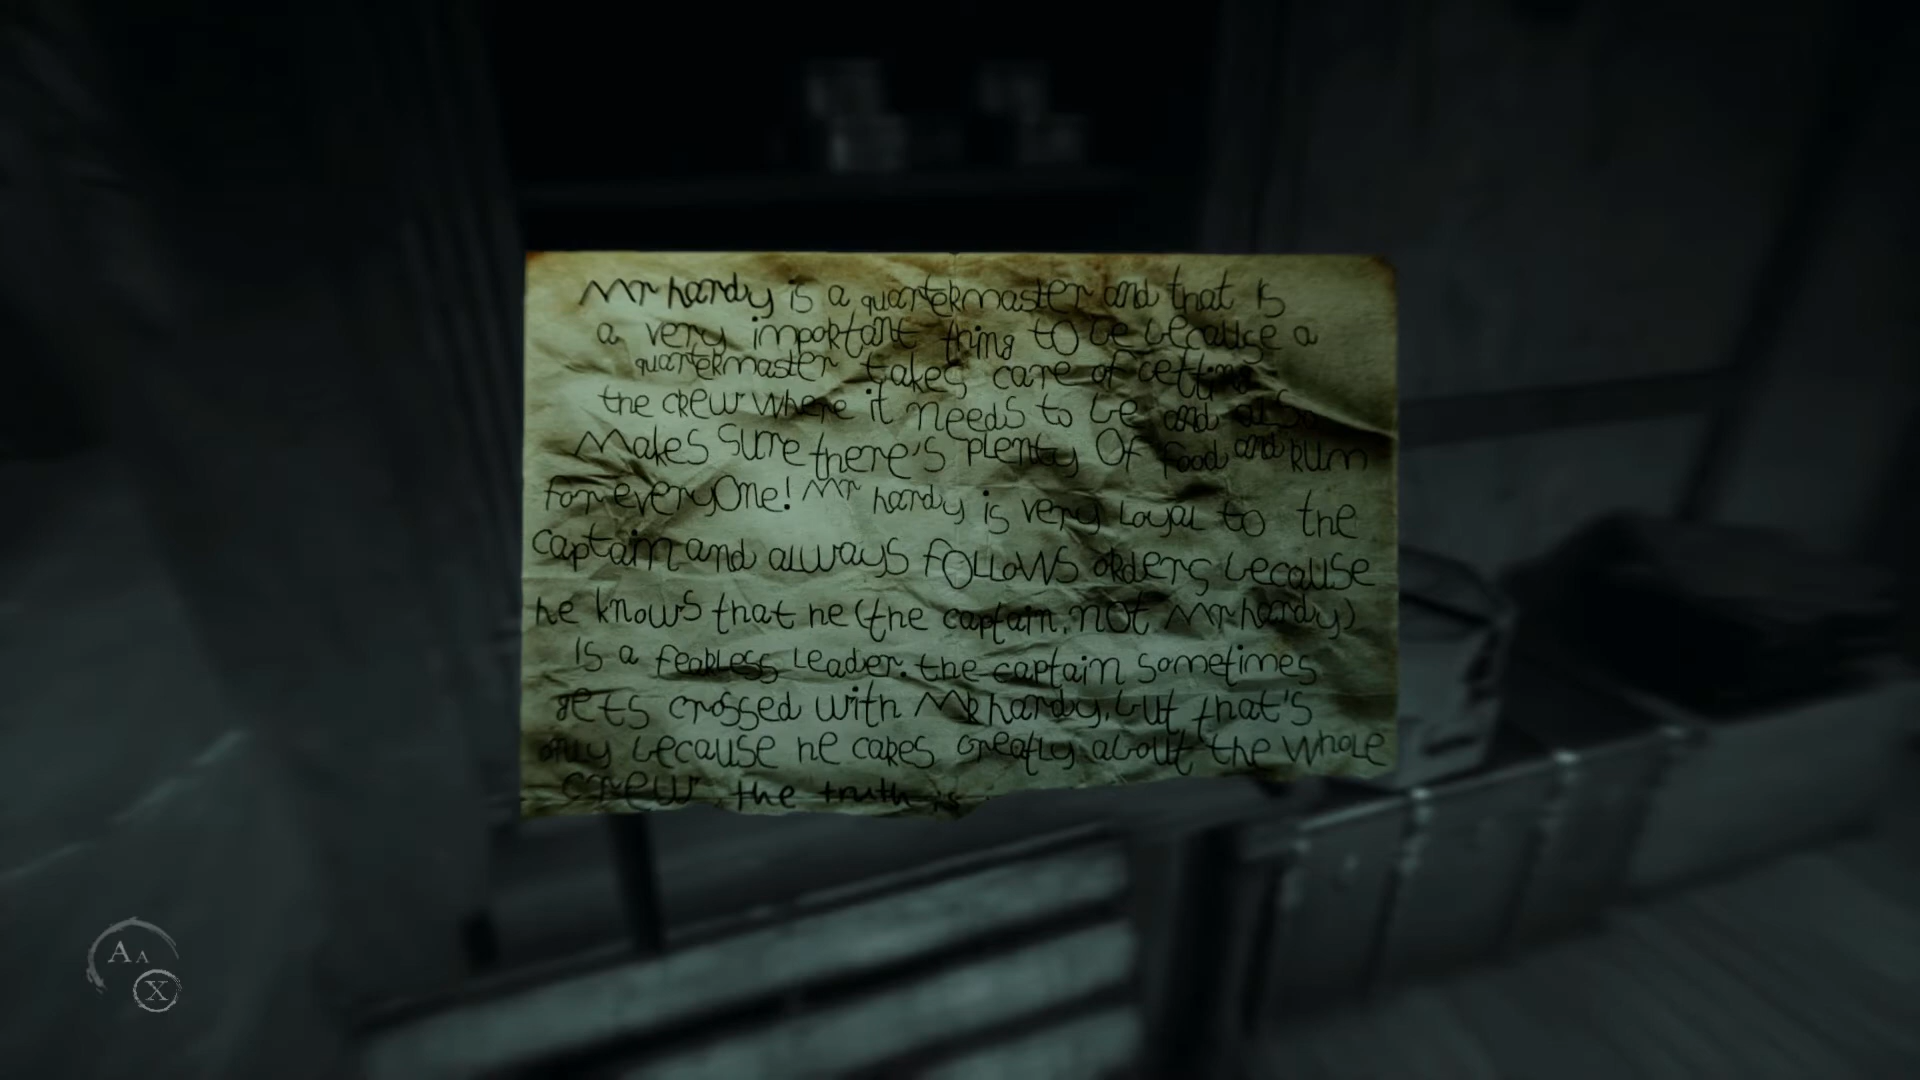 Mr hardy is a quartermaster and that is
a very important thing to be because a
quartermaster takes care of getting
the crew where it needs to be and also
Makes Sure there's plenty Of food and Rum
for everyOne! Mr hardy is very Loyal to the
captain and always fOLLOWS orders because
he knows that he (the captain, not Mr hardy)
is a fearless Leader. the captain sometimes
gets crossed with Mr hardy, but that's
only because he cares greatly about the whole
crew the truth is
A A
X